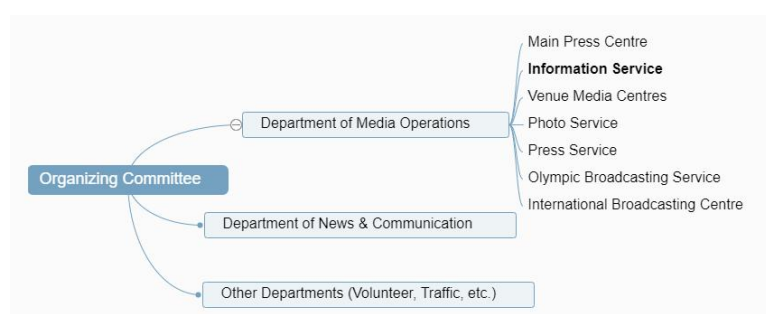 Organizing Committee
Department of Media Operations
Main Press Centre
Information Service
Venue Media Centres
Photo Service
Press Service
Olympic Broadcasting Service
International Broadcasting Centre
Department of News & Communication
Other Departments (Volunteer, Traffic, etc.)